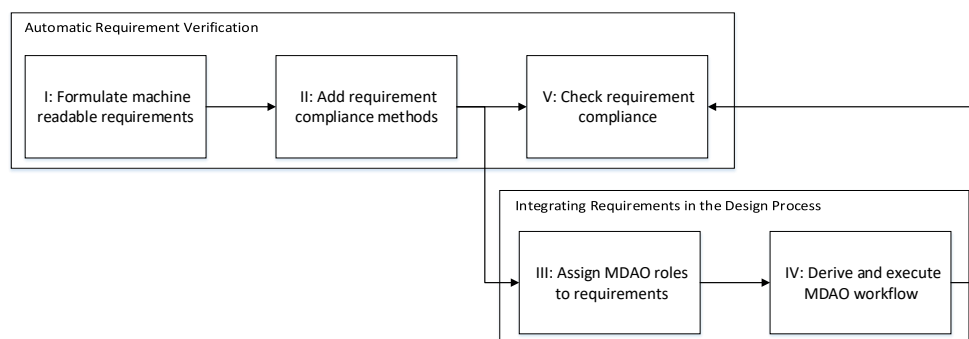 Automatic Requirement Verification
I: Formulate machine
readable requirements
II: Add requirement
compliance methods
V: Check requirement
compliance
Integrating Requirements in the Design Process
III: Assign MDAO roles
to requirements
IV: Derive and execute
MDAO workflow